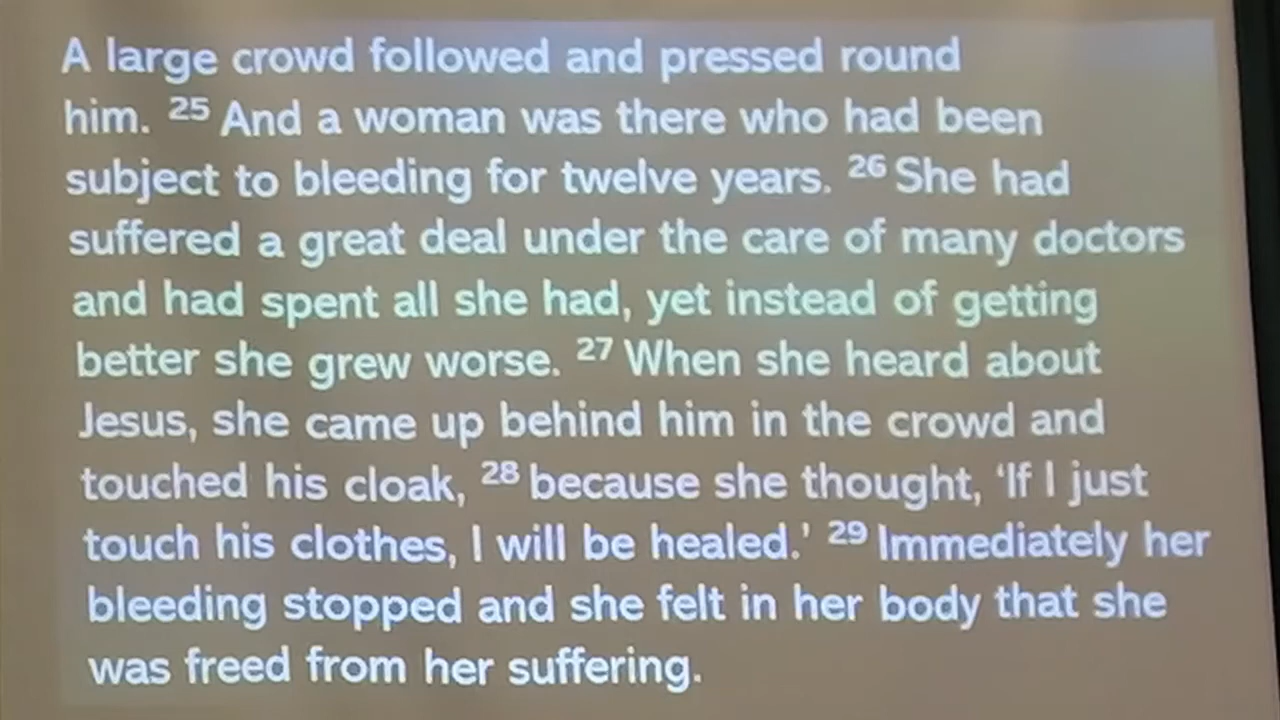 A large crowd followed and pressed round
him. 25 And a woman was there who had been
subject to bleeding for twelve years. 26 She had
suffered a great deal under the care of many doctors
and had spent all she had, yet instead of getting
better she grew worse. 27 When she heard about
Jesus, she came up behind him in the crowd and
touched his cloak, 28 because she thought, ‘If I just
touch his clothes, I will be healed.’ 29 Immediately her
bleeding stopped and she felt in her body that she
was freed from her suffering.